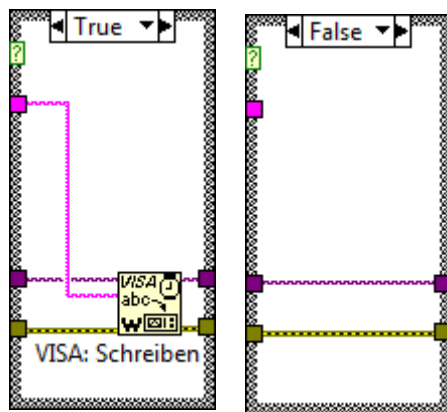 True
False
?
?
VISA
abc
W
VISA: Schreiben